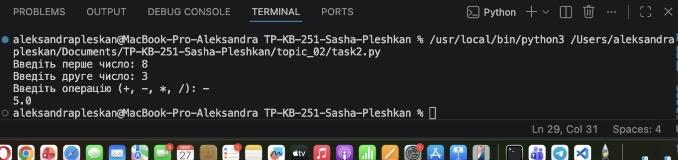 PROBLEMS OUTPUT DEBUG CONSOLE TERMINAL PORTS Python
aleksandrapleskan@MacBook-Pro-Aleksandra TP-KB-251-Sasha-Pleshkan % /usr/local/bin/python3 /Users/aleksandra
pleskan/Documents/TP-KB-251-Sasha-Pleshkan/topic_02/task2.py
Введіть перше число: 8
Введіть друге число: 3
Введіть операцію (+, -, *, /): -
5.0
aleksandrapleskan@MacBook-Pro-Aleksandra TP-KB-251-Sasha-Pleshkan %
Ln 29, Col 31 Spaces: 4
27
tv